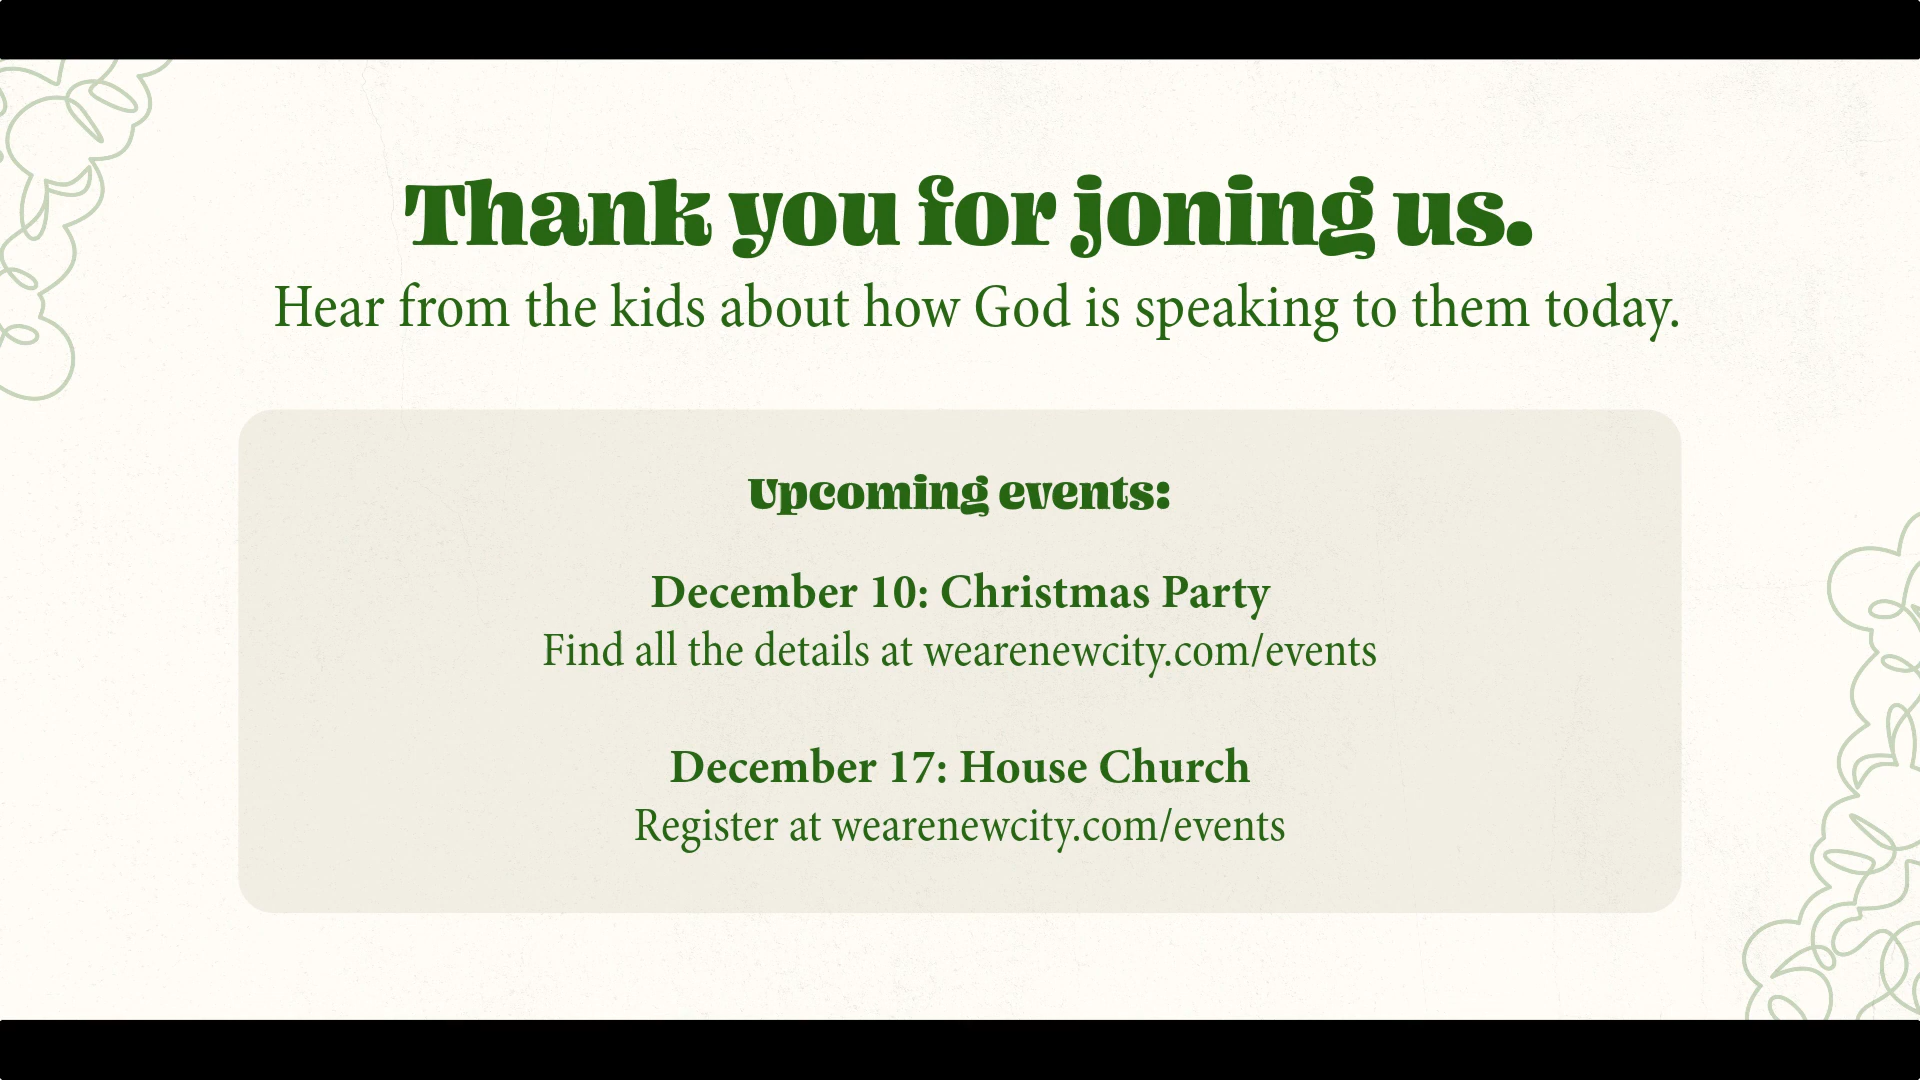 Thank you for joning us.
Hear from the kids about how God is speaking to them today.
Upcoming events:
December 10: Christmas Party
Find all the details at wearenewcity.com/events
December 17: House Church
Register at wearenewcity.com/events